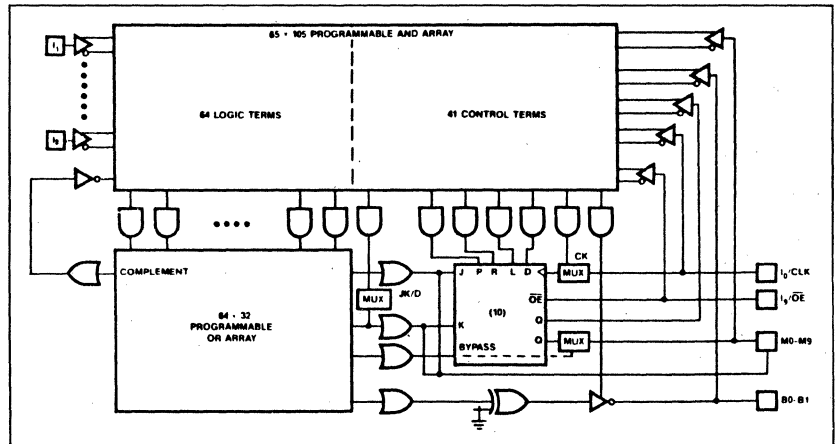 65 · 105 PROGRAMMABLE AND ARRAY
I1
64 LOGIC TERMS
41 CONTROL TERMS
I8
COMPLEMENT
64 · 32
PROGRAMMABLE
OR ARRAY
MUX
JK/D
J P R L D
K
(10)
BYPASS
OE
Q
Q
CK
MUX
MUX
I0/CLK
I9/OE
M0-M9
B0-B1